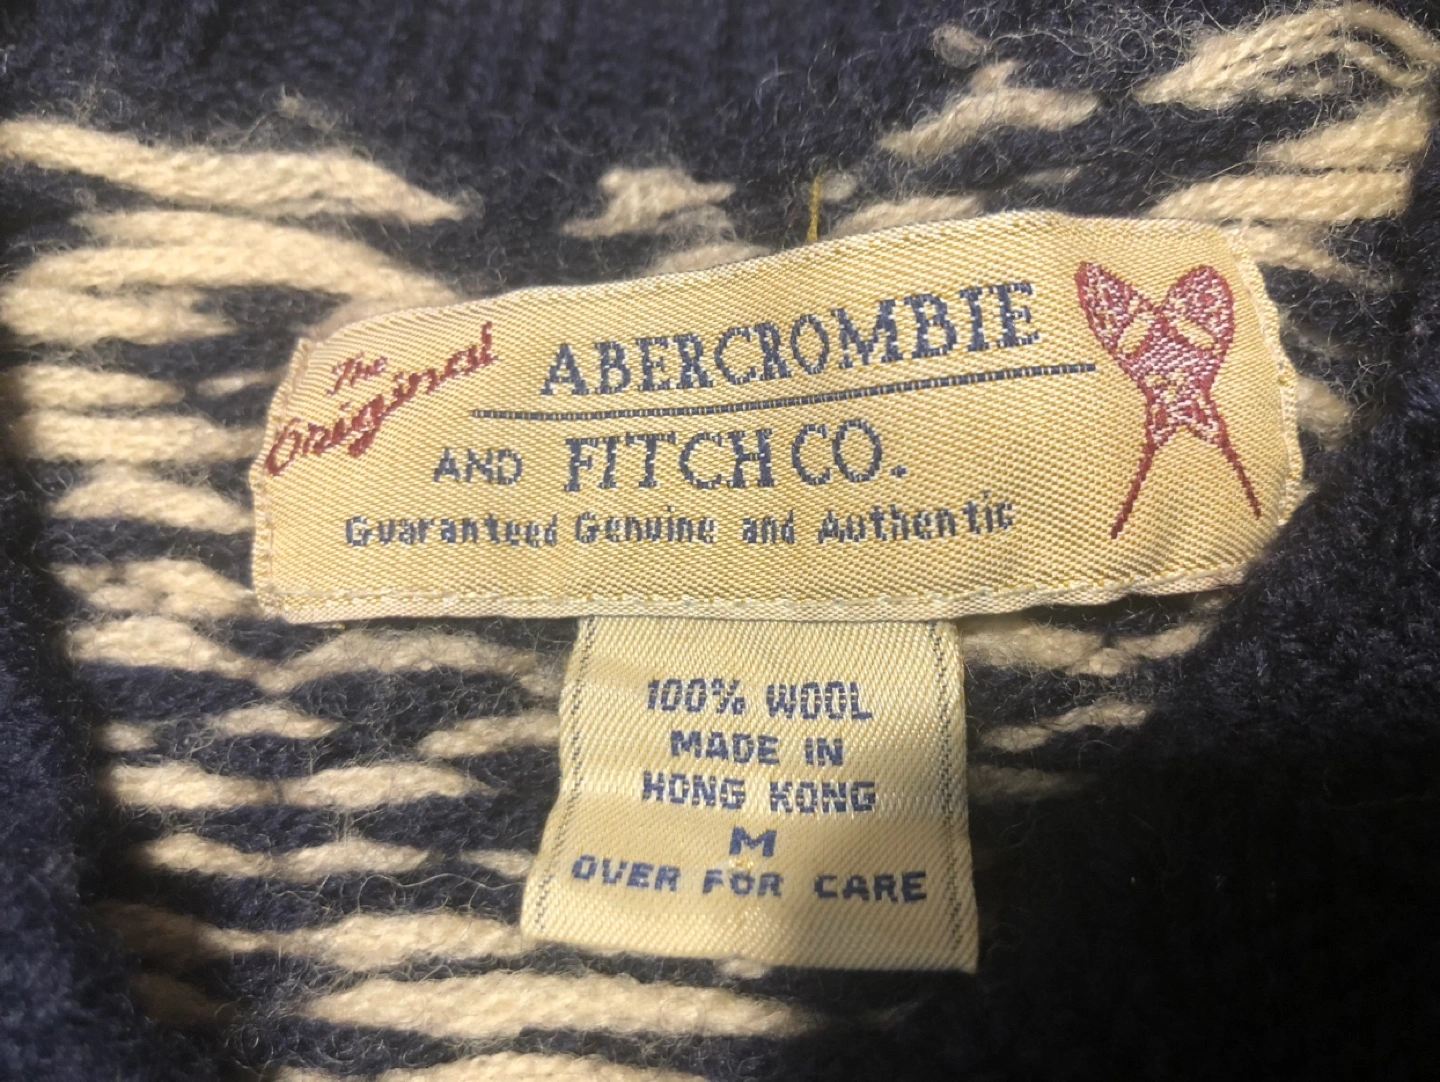 The Original
ABERCROMBIE
AND FITCH CO.
Guaranteed Genuine and Authentic
100% WOOL
MADE IN
HONG KONG
M
OVER FOR CARE